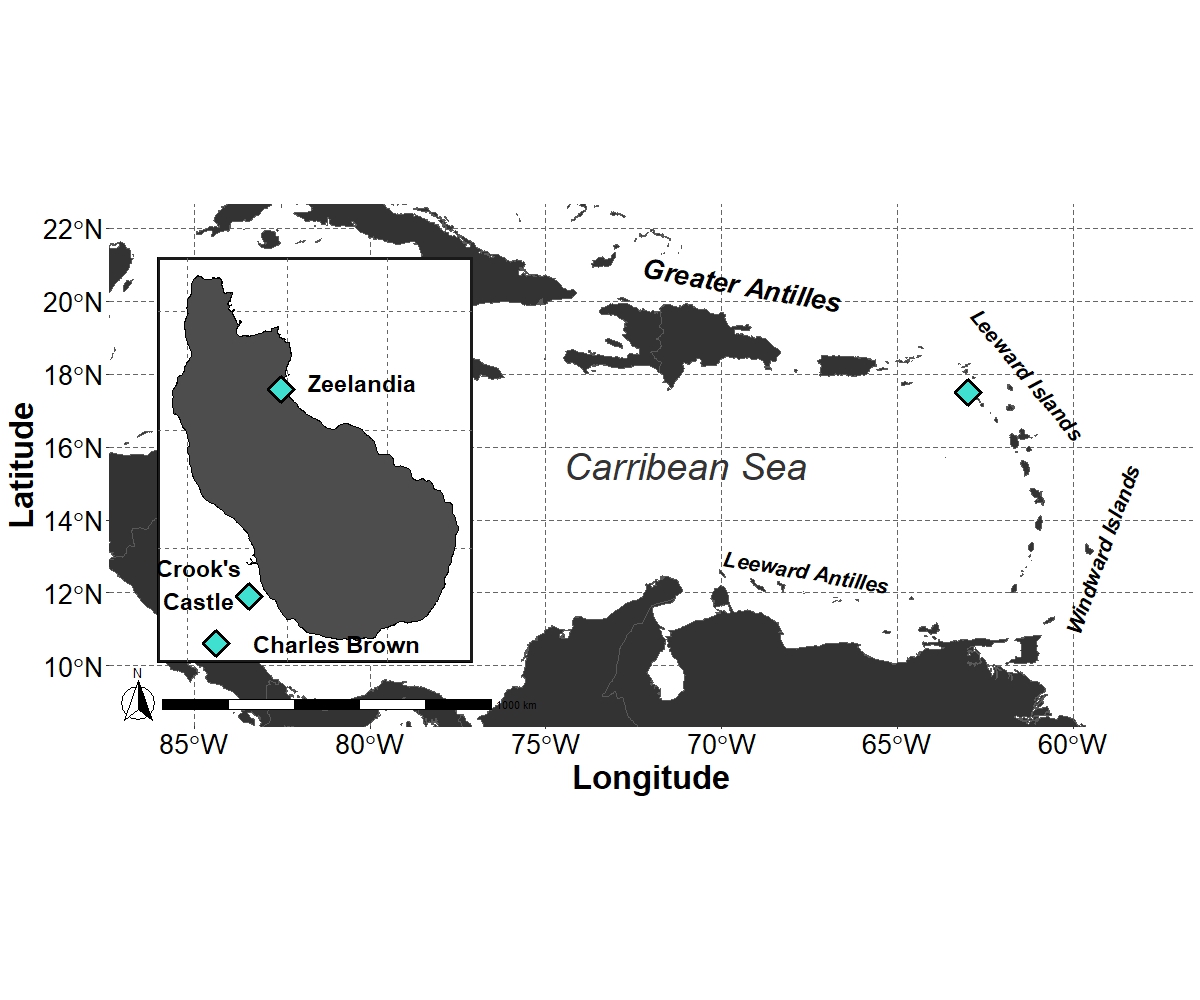 22°N
20°N
18°N
16°N
14°N
12°N
10°N
Latitude
Greater Antilles
Leeward Islands
Zeelandia
Carribean Sea
Windward Islands
Leeward Antilles
Crook's
Castle
Charles Brown
N
1000 km
85°W
80°W
75°W
70°W
65°W
60°W
Longitude